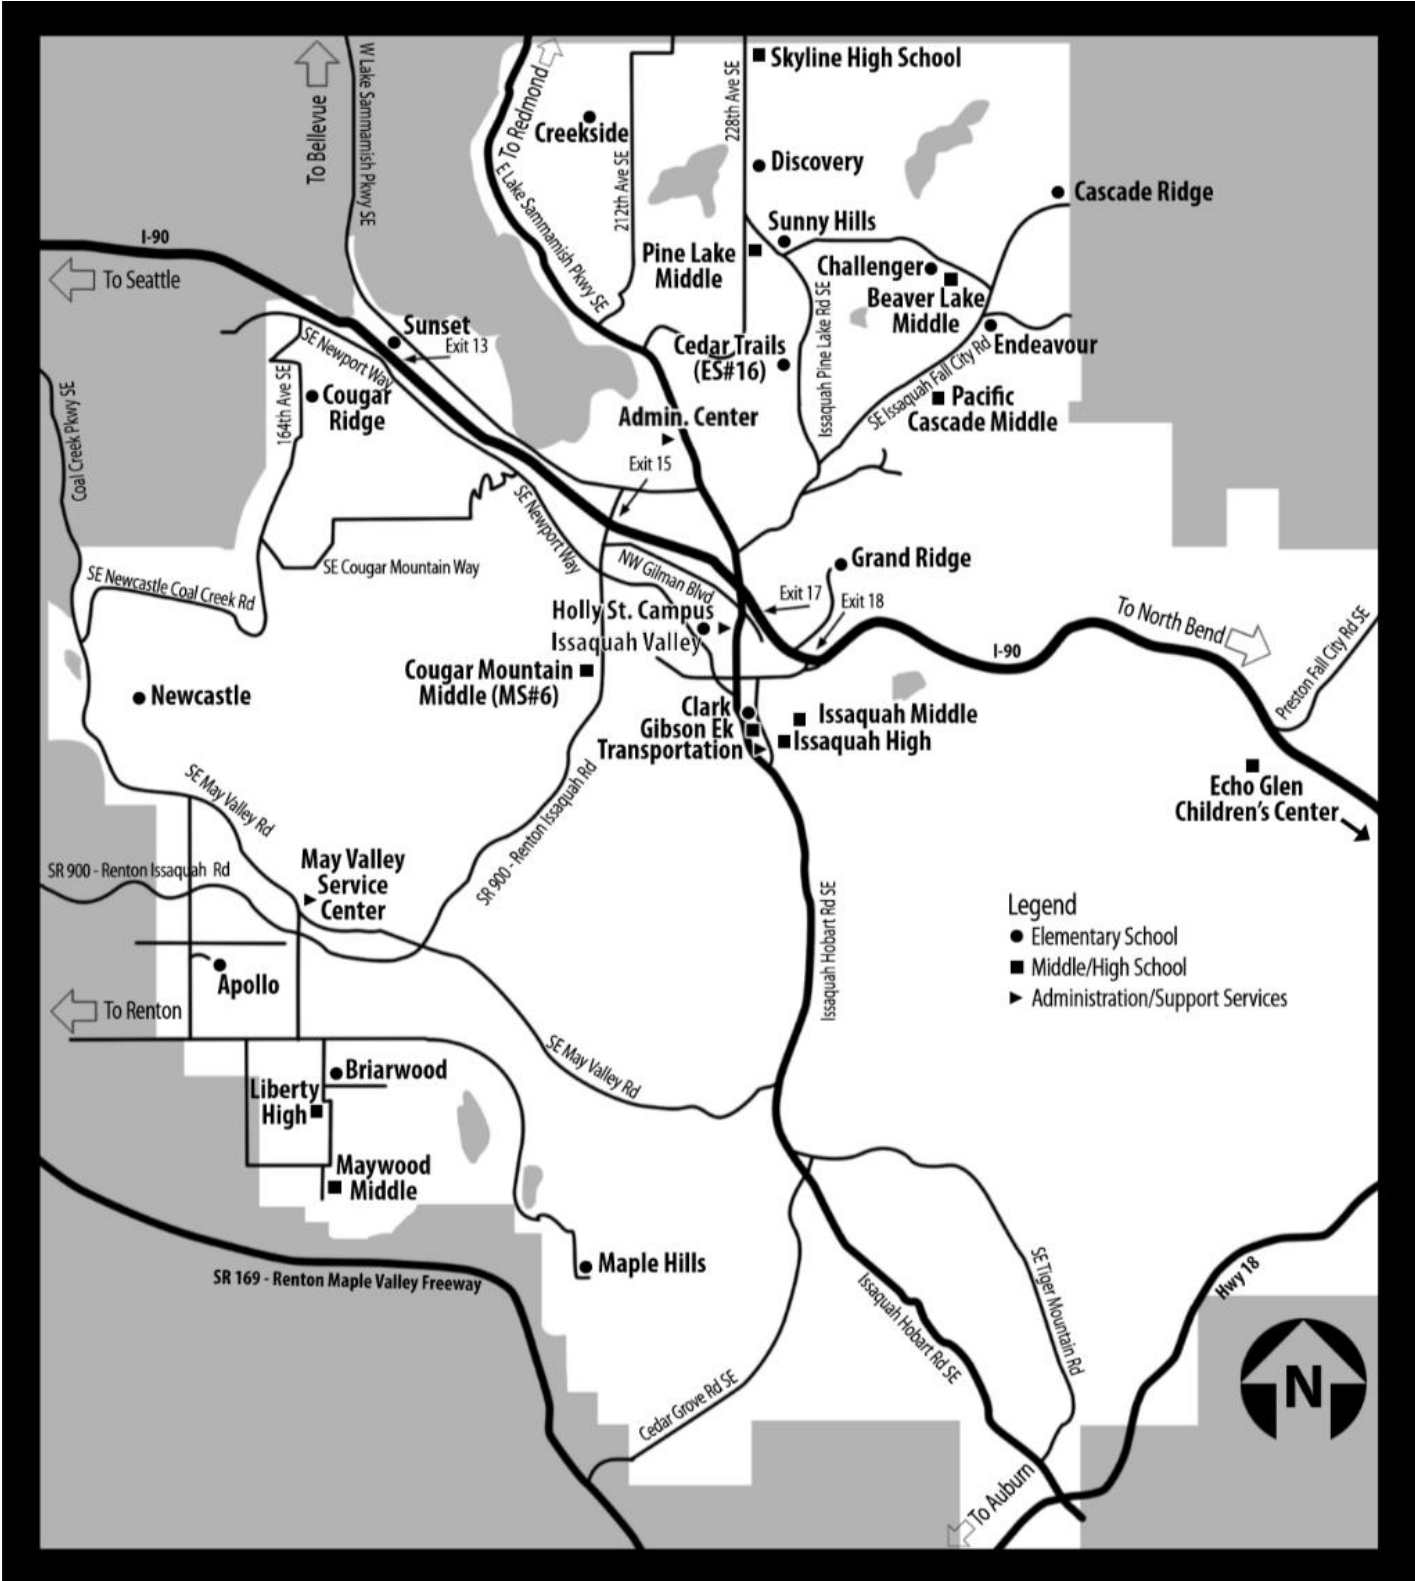 W Lake Sammamish Pkwy SE
To Bellevue
To Redmond
E Lake Sammamish Pkwy SE
Creekside
212th Ave SE
228th Ave SE
Skyline High School
Discovery
Cascade Ridge
Sunny Hills
Pine Lake
Middle
Challenger
Beaver Lake
Middle
I-90
To Seattle
Sunset
Exit 13
SE Newport Way
Cedar Trails
(ES#16)
Issaquah Pine Lake Rd SE
Endeavour
SE Issaquah Fall City Rd
Pacific
Cascade Middle
Coal Creek Pkwy SE
164th Ave SE
Cougar
Ridge
Admin. Center
Exit 15
SE Newport Way
SE Cougar Mountain Way
SE Newcastle Coal Creek Rd
NW Gilman Blvd
Grand Ridge
Exit 17
Exit 18
Holly St. Campus
Issaquah Valley
To North Bend
I-90
Preston Fall City Rd SE
Cougar Mountain
Middle (MS#6)
Newcastle
Clark
Gibson Ek
Transportation
Issaquah Middle
Issaquah High
Echo Glen
Children's Center
SE May Valley Rd
SR 900 - Renton Issaquah Rd
SR 900 - Renton Issaquah Rd
May Valley
Service
Center
Issaquah Hobart Rd SE
Legend
Elementary School
Middle/High School
Administration/Support Services
Apollo
To Renton
SE May Valley Rd
Briarwood
Liberty
High
Maywood
Middle
Maple Hills
SR 169 - Renton Maple Valley Freeway
SE Tiger Mountain Rd
Hwy 18
Issaquah Hobart Rd SE
Cedar Grove Rd SE
To Auburn
N